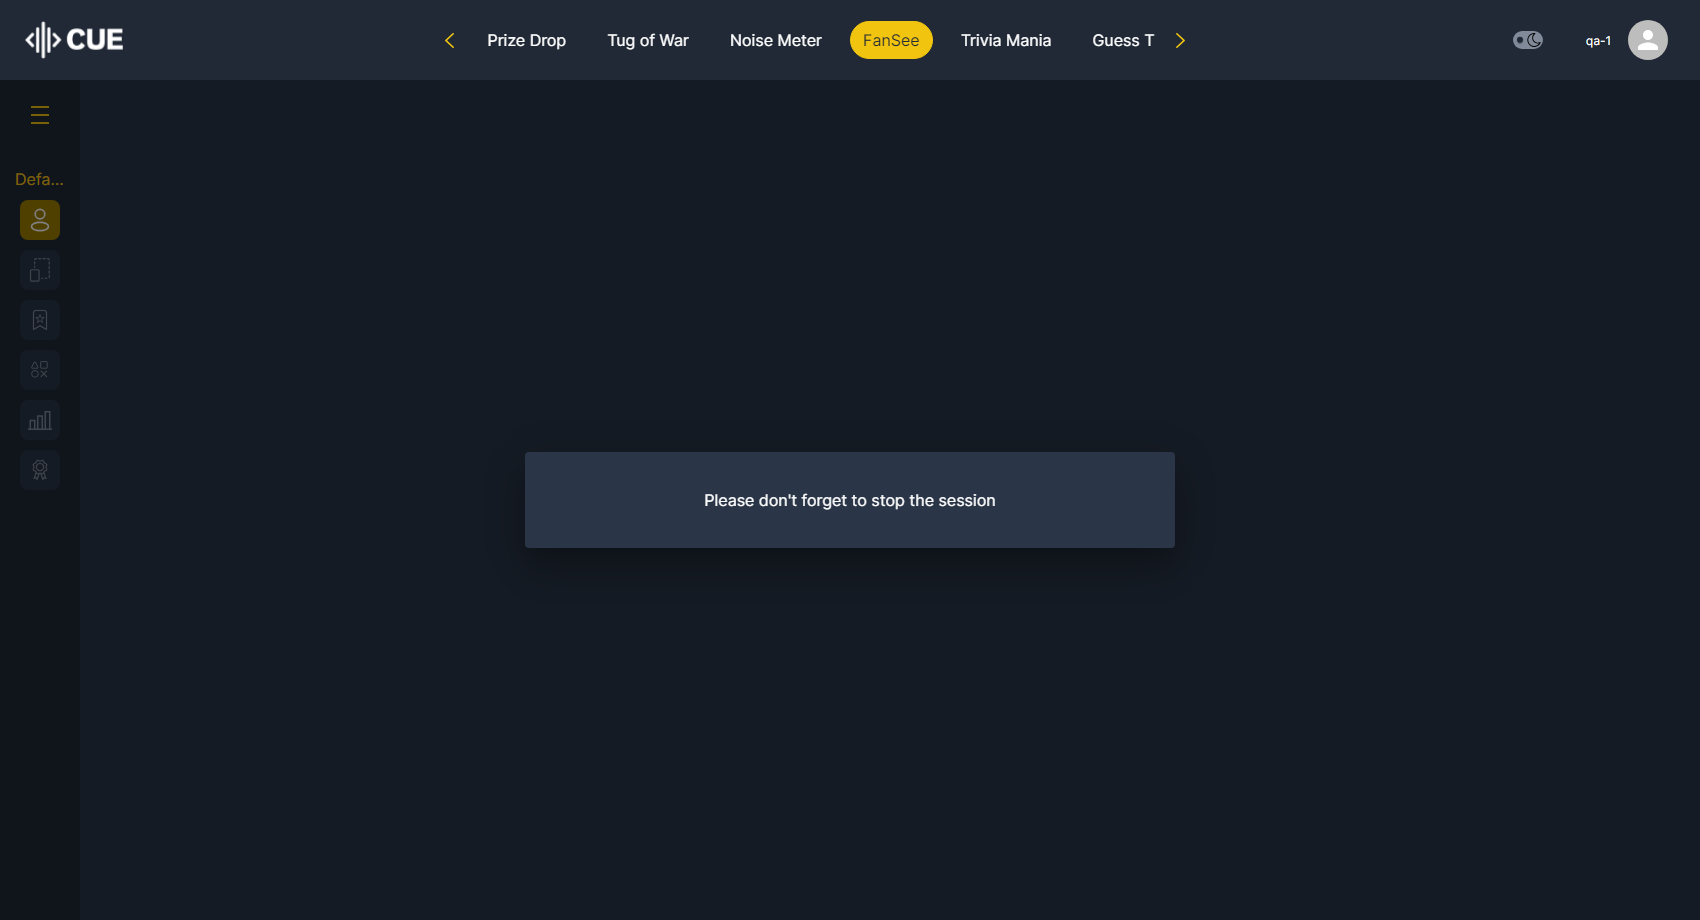 CUE
Prize Drop
Tug of War
Noise Meter
FanSee
Trivia Mania
Guess T
qa-1
Defa...
Please don't forget to stop the session